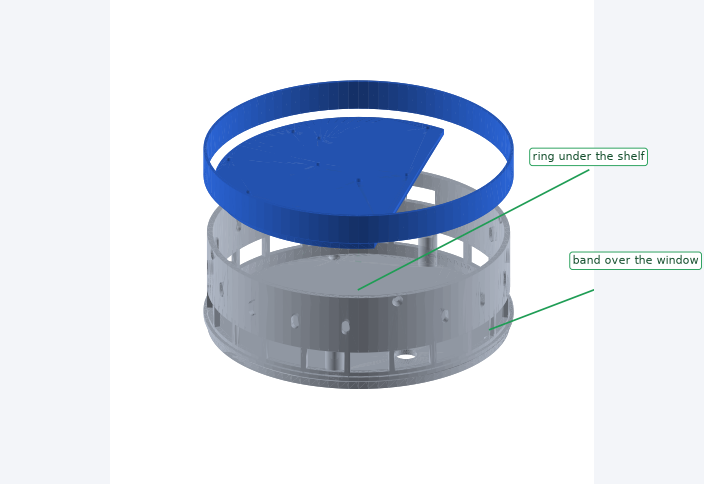 ring under the shelf
band over the window